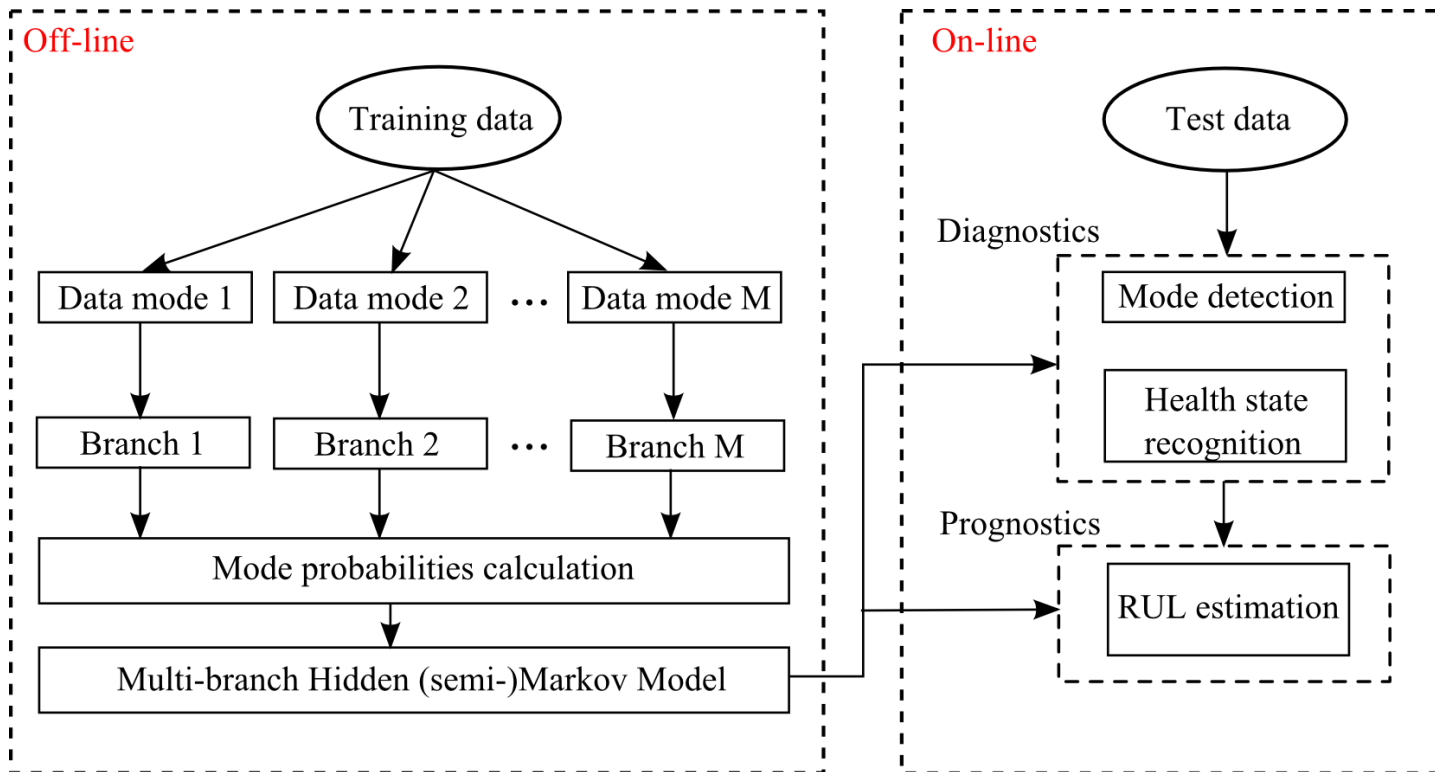 Off-line
Training data
Data mode 1
Data mode 2
...
Data mode M
Branch 1
Branch 2
...
Branch M
Mode probabilities calculation
Multi-branch Hidden (semi-)Markov Model
On-line
Test data
Diagnostics
Mode detection
Health state
recognition
Prognostics
RUL estimation